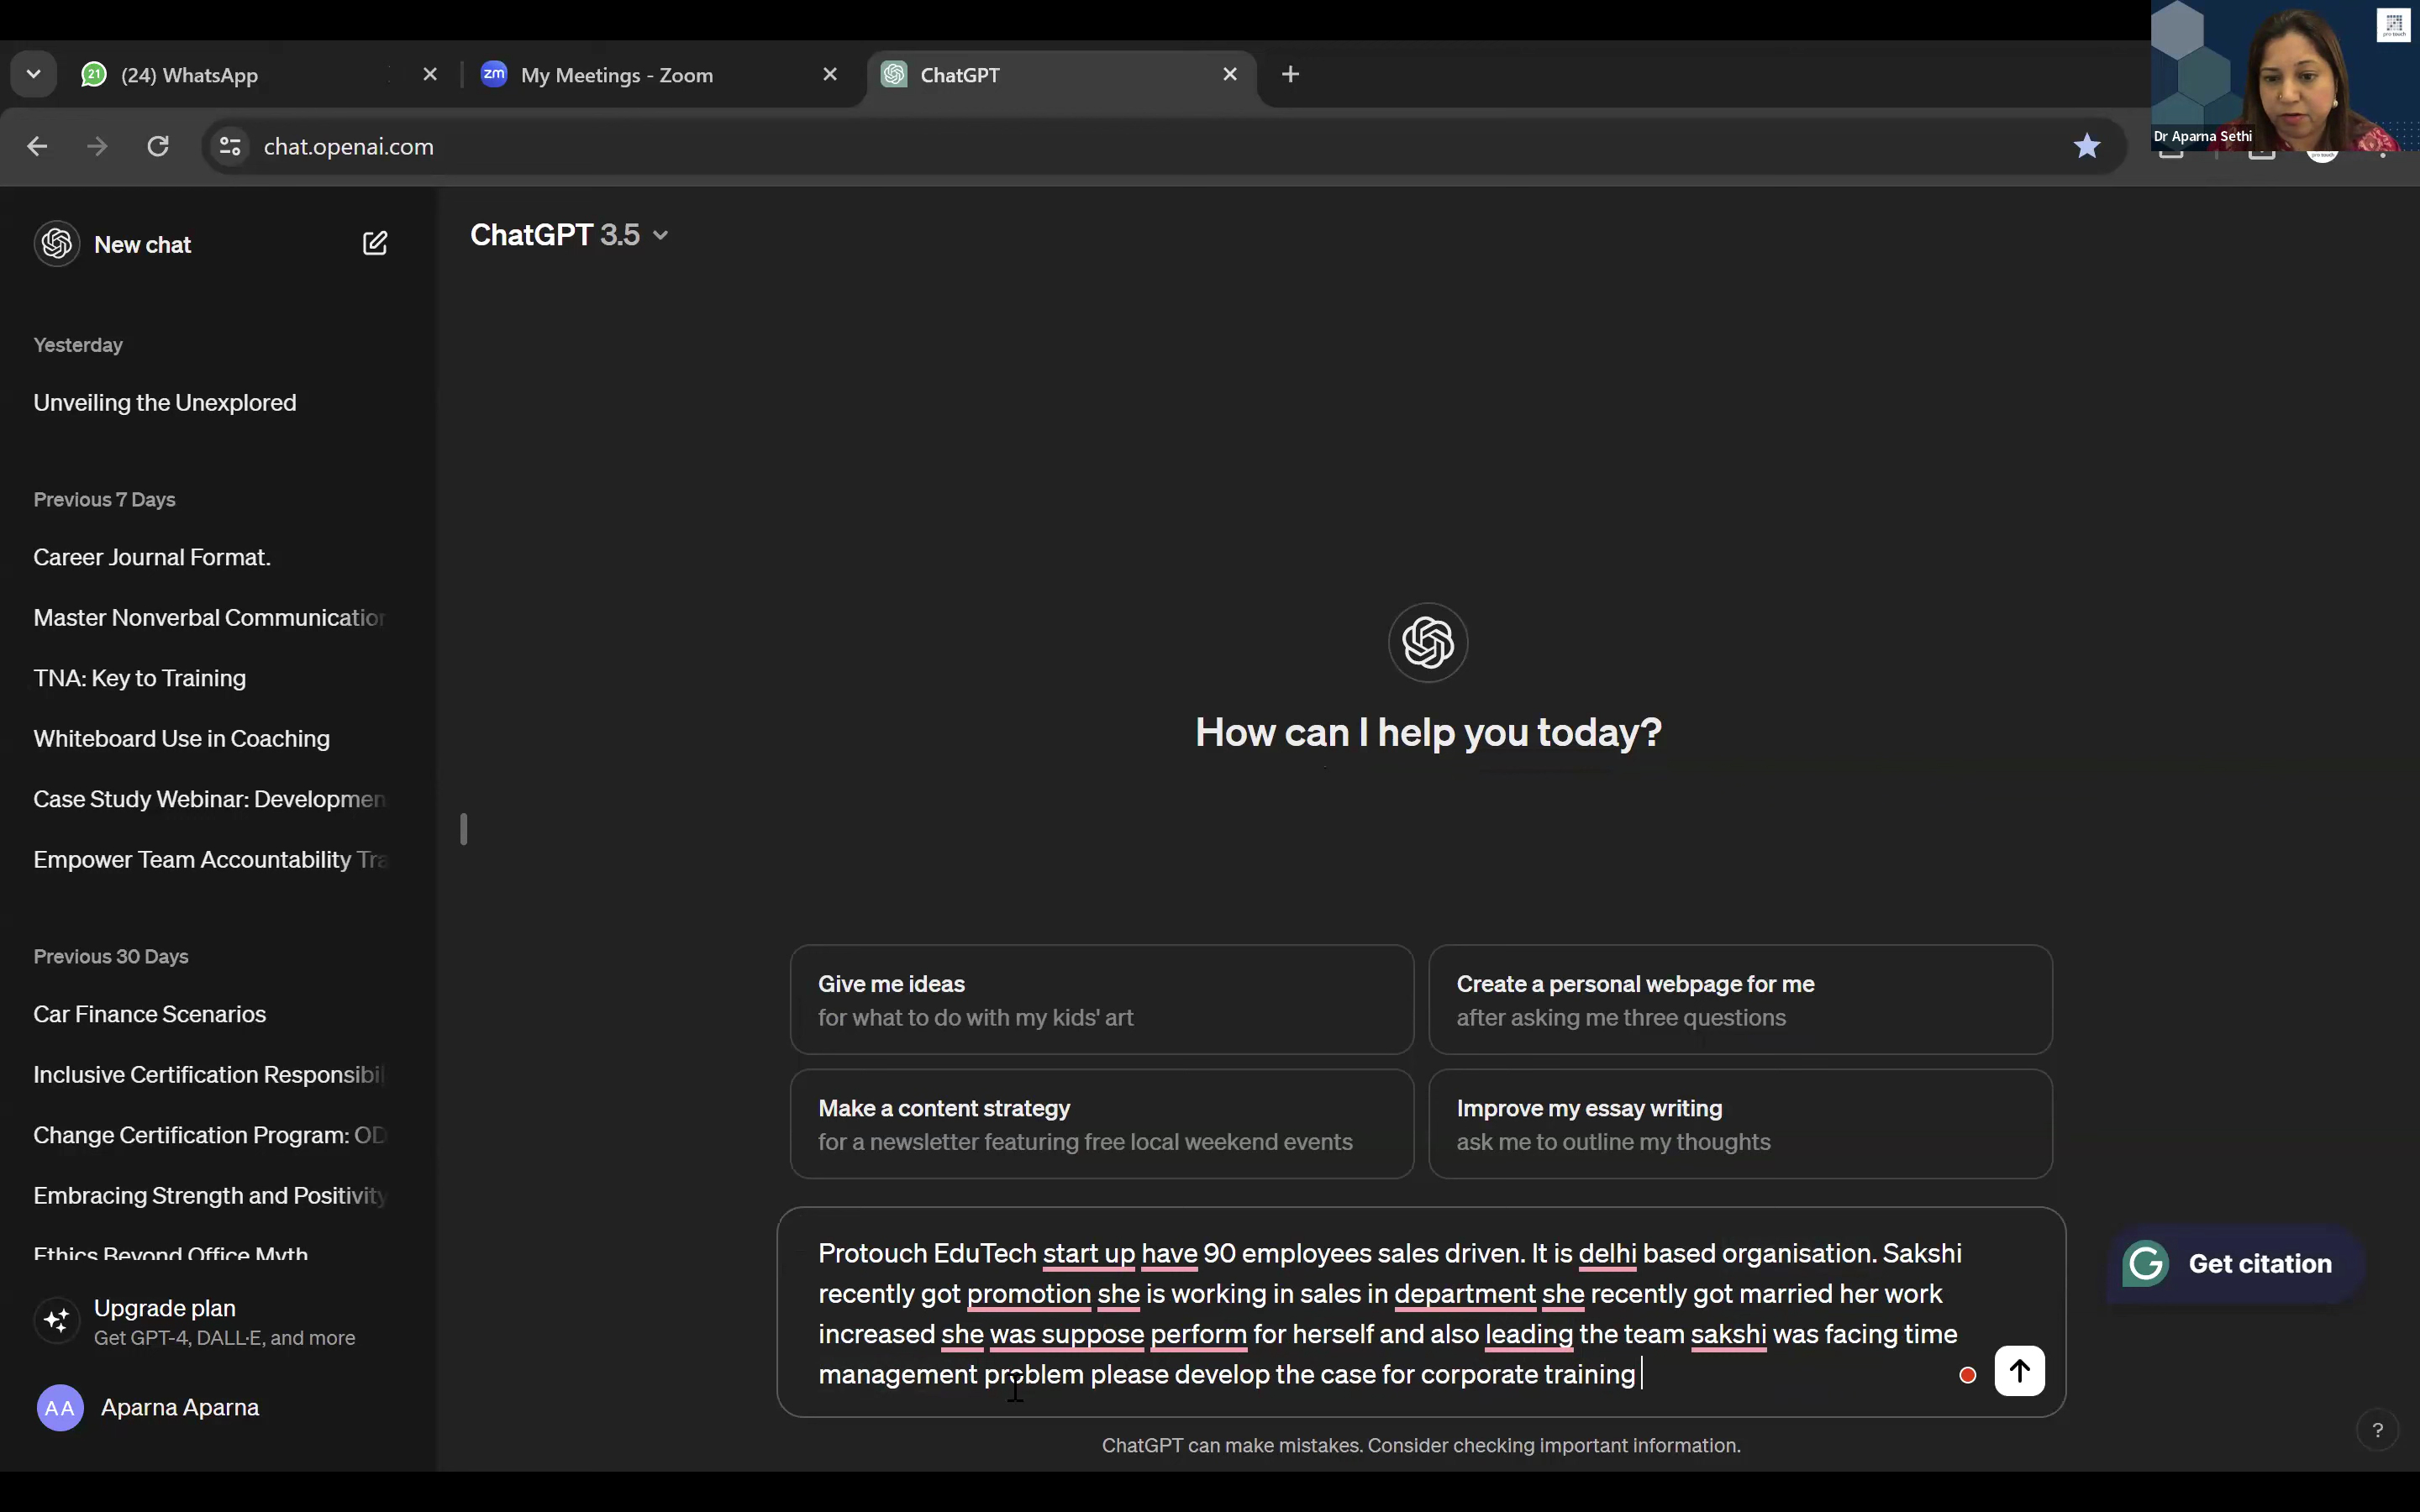 21
(24) WhatsApp
zm
My Meetings - Zoom
ChatGPT
Dr Aparna Sethi
chat.openai.com
New chat
ChatGPT 3.5
Yesterday
Unveiling the Unexplored
Previous 7 Days
Career Journal Format.
Master Nonverbal Communication
TNA: Key to Training
Whiteboard Use in Coaching
Case Study Webinar: Developmen
Empower Team Accountability Tra
Previous 30 Days
Car Finance Scenarios
Inclusive Certification Responsibil
Change Certification Program: OD
Embracing Strength and Positivity
Ethics Beyond Office Myth
Upgrade plan
Get GPT-4, DALL·E, and more
AA
Aparna Aparna
How can I help you today?
Give me ideas
for what to do with my kids' art
Create a personal webpage for me
after asking me three questions
Make a content strategy
for a newsletter featuring free local weekend events
Improve my essay writing
ask me to outline my thoughts
Protouch EduTech start up have 90 employees sales driven. It is delhi based organisation. Sakshi
recently got promotion she is working in sales in department she recently got married her work
increased she was suppose perform for herself and also leading the team sakshi was facing time
management problem please develop the case for corporate training
Get citation
ChatGPT can make mistakes. Consider checking important information.
?